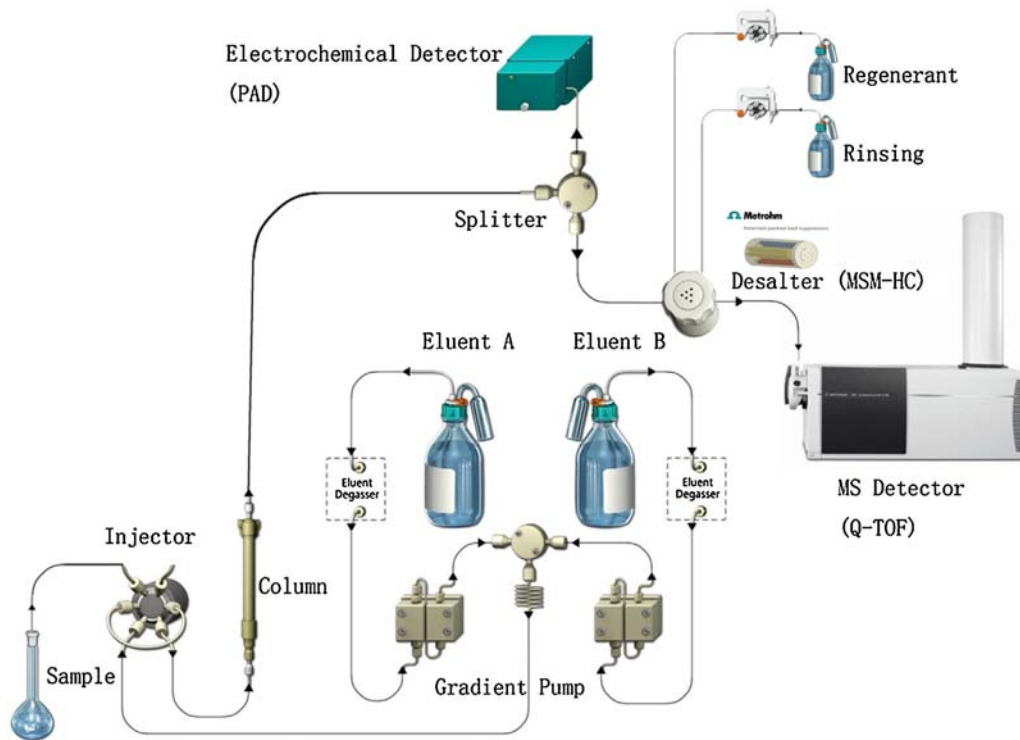 Electrochemical Detector
(PAD)
Regenerant
Rinsing
Splitter
Metrohm
Desalter (MSM-HC)
Eluent A
Eluent B
Eluent
Degasser
Eluent
Degasser
MS Detector
(Q-TOF)
Injector
Column
Sample
Gradient Pump